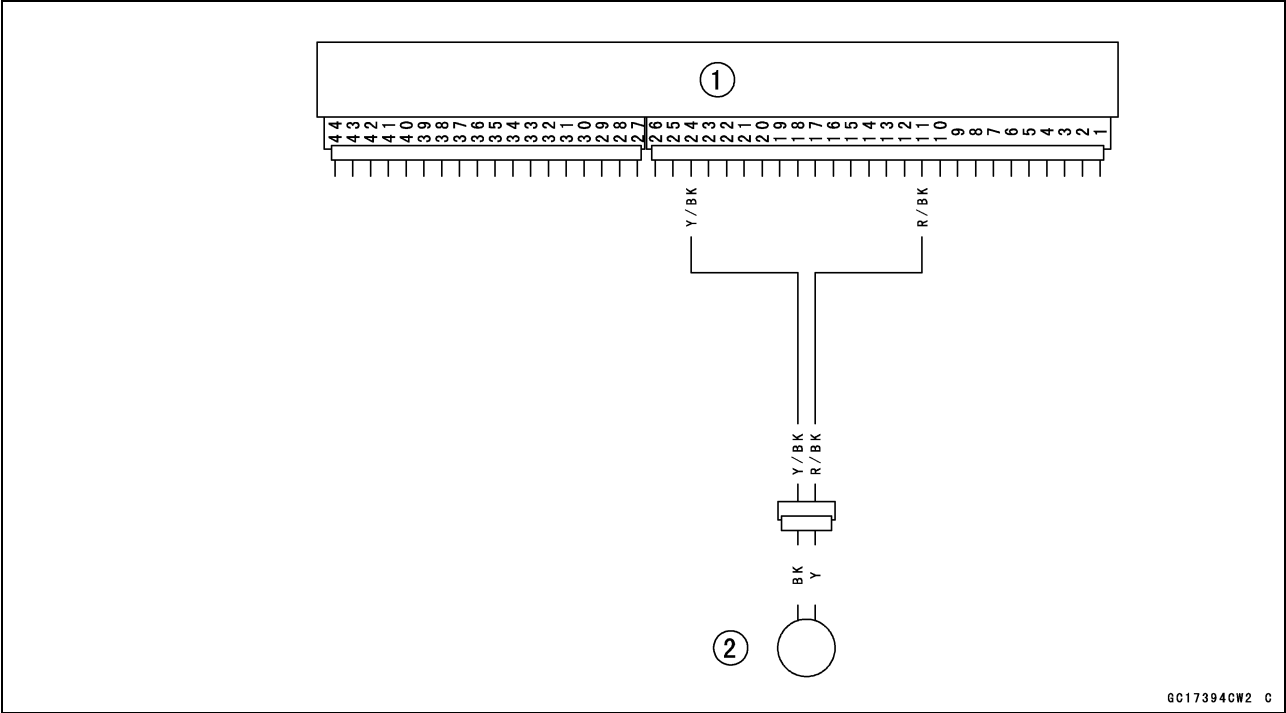 1
44 43 42 41 40 39 38 37 36 35 34 33 32 31 30 29 28 27 26 25 24 23 22 21 20 19 18 17 16 15 14 13 12 11 10 9 8 7 6 5 4 3 2 1
Y/BK R/BK
Y/BK R/BK
BK Y
2
GC17394CW2 C